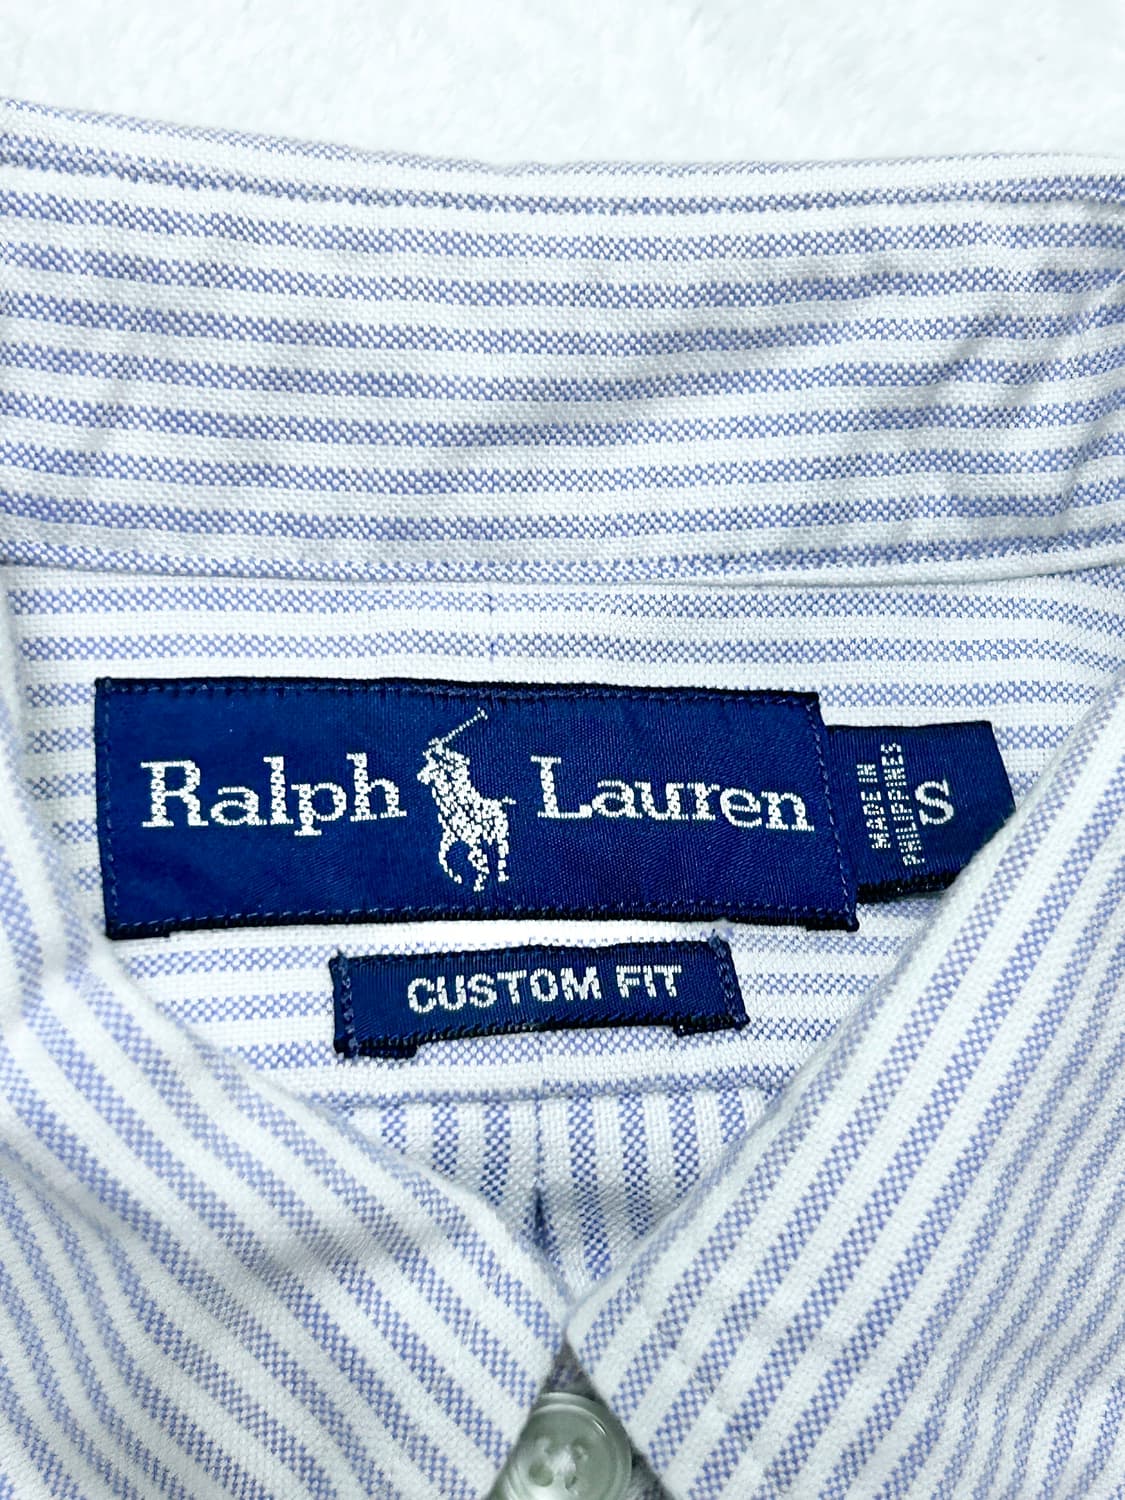 Ralph Lauren
MADE IN
PHILIPPINES
S
CUSTOM FIT